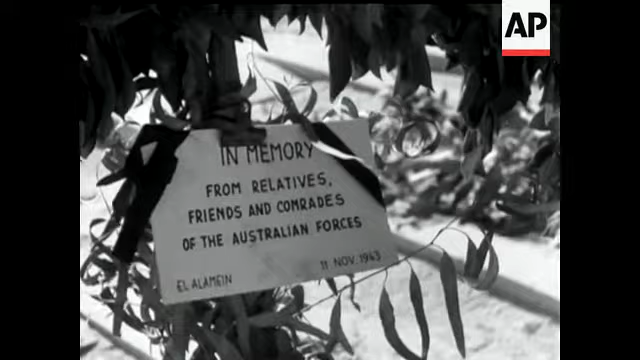 AP
IN MEMORY
FROM RELATIVES,
FRIENDS AND COMRADES
OF THE AUSTRALIAN FORCES
EL ALAMEIN
11 NOV. 1943